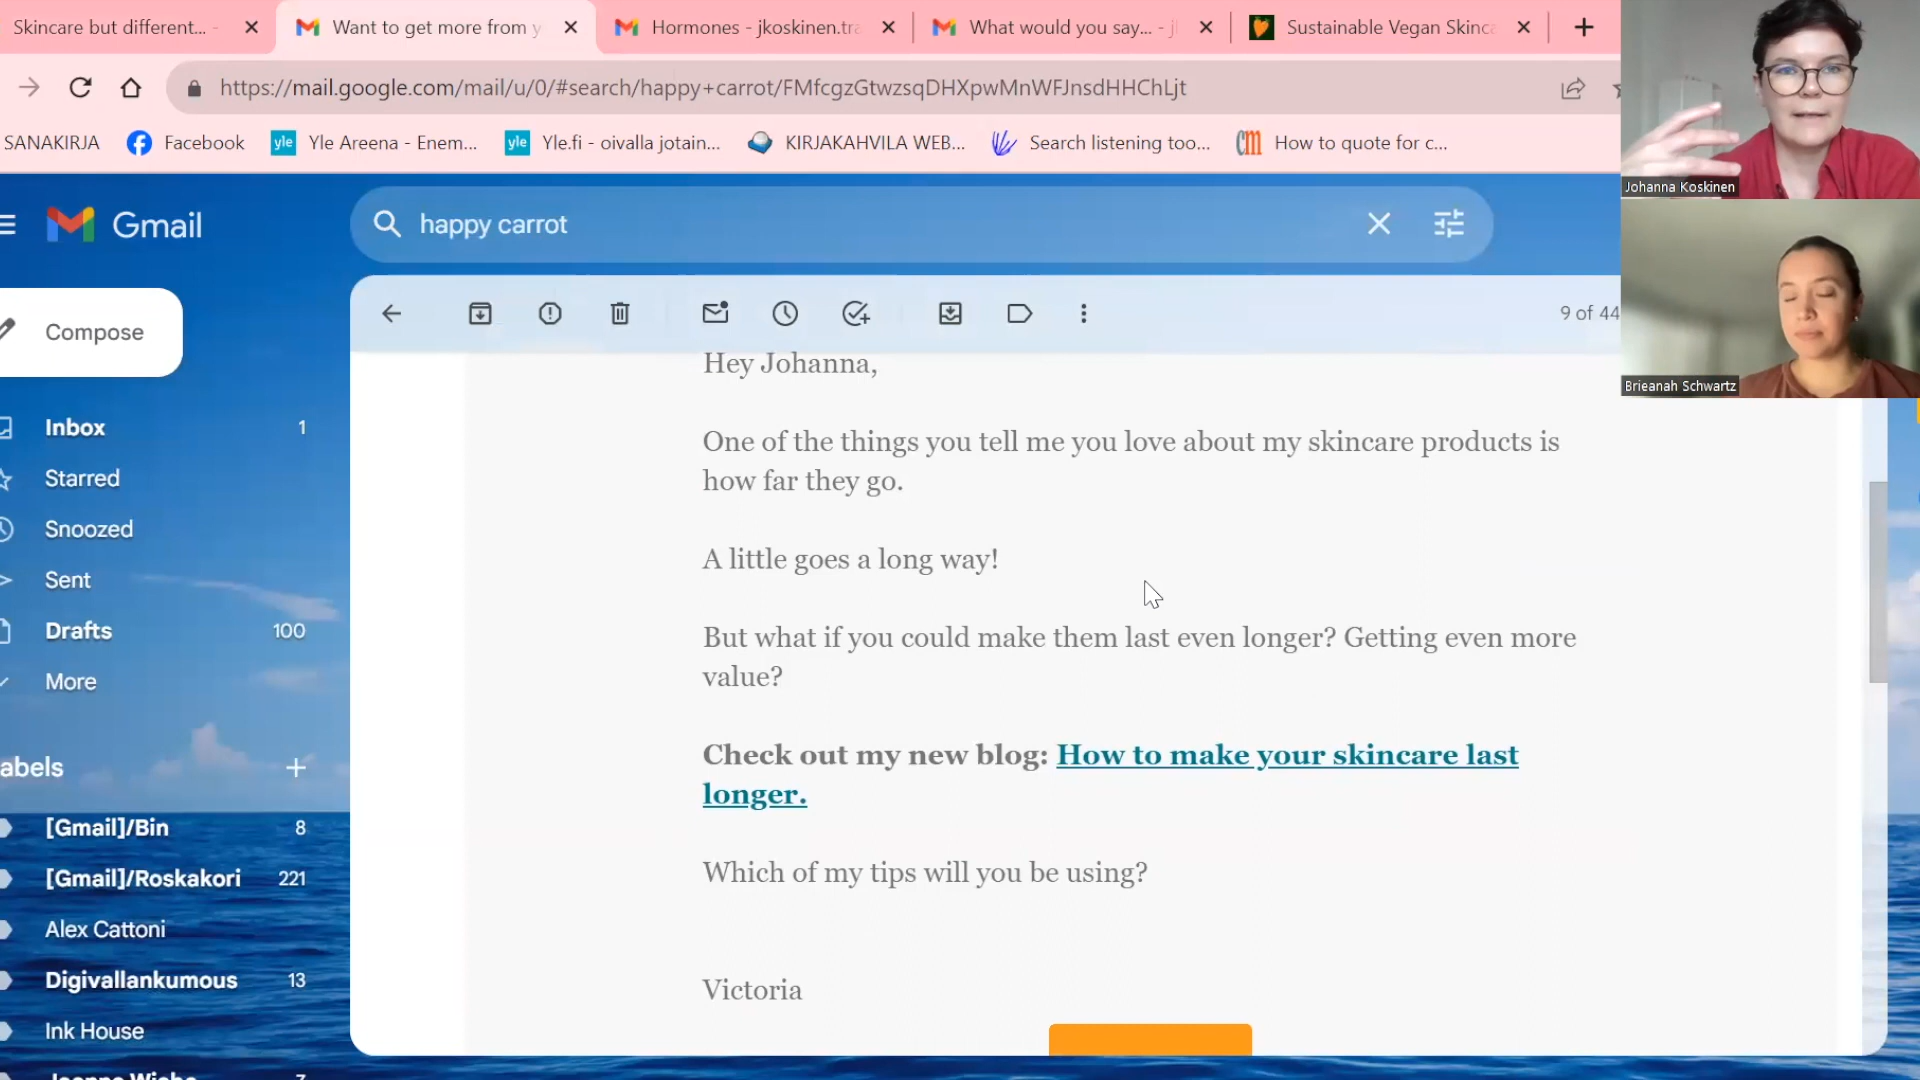 Skincare but different...
Want to get more from y
Hormones - jkoskinen.tra
What would you say... - j
Sustainable Vegan Skinca
https://mail.google.com/mail/u/0/#search/happy+carrot/FMfcgzGtwzsqDHXpwMnWFJnsdHHChLjt
SANAKIRJA
Facebook
yle
Yle Areena - Enem...
yle
Yle.fi - oivalla jotain...
KIRJAKAHVILA WEB...
Search listening too...
How to quote for c...
Johanna Koskinen
Brieanah Schwartz
Gmail
happy carrot
Compose
9 of 44
Inbox 1
Starred
Snoozed
Sent
Drafts 100
More
abels
[Gmail]/Bin 8
[Gmail]/Roskakori 221
Alex Cattoni
Digivallankumous 13
Ink House
Hey Johanna,
One of the things you tell me you love about my skincare products is
how far they go.
A little goes a long way!
But what if you could make them last even longer? Getting even more
value?
Check out my new blog: How to make your skincare last
longer.
Which of my tips will you be using?
Victoria